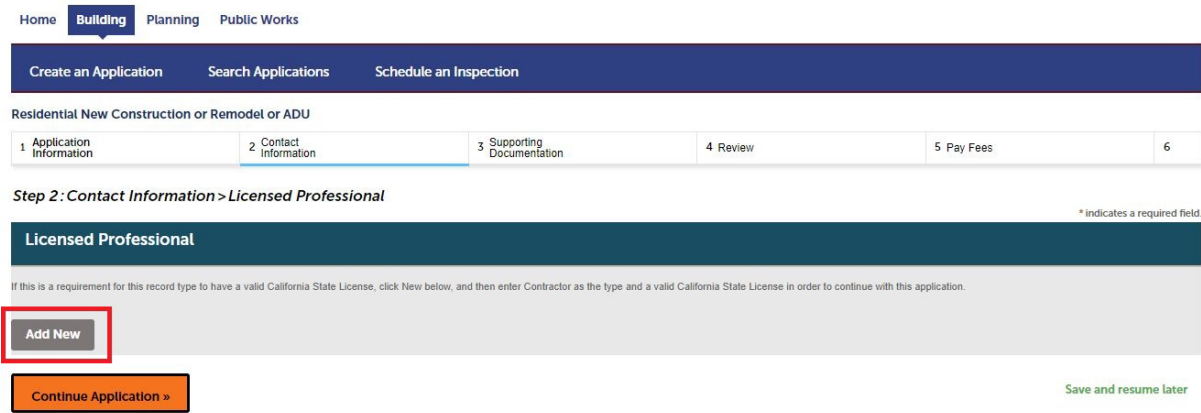 Home Building Planning Public Works
Create an Application Search Applications Schedule an Inspection
Residential New Construction or Remodel or ADU
1 Application Information 2 Contact Information 3 Supporting Documentation 4 Review 5 Pay Fees 6
Step 2: Contact Information > Licensed Professional
* indicates a required field.
Licensed Professional
If this is a requirement for this record type to have a valid California State License, click New below, and then enter Contractor as the type and a valid California State License in order to continue with this application.
Add New
Continue Application »
Save and resume later